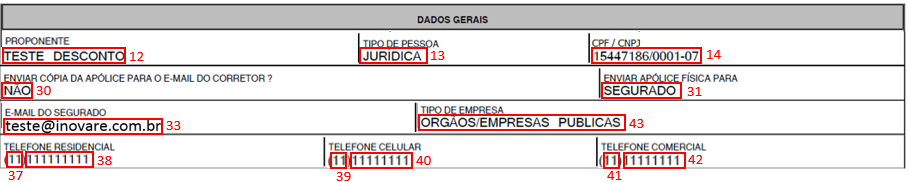 DADOS GERAIS
PROPONENTE TIPO DE PESSOA CPF / CNPJ
TESTE DESCONTO 12 JURIDICA 13 15447186/0001-07 14
ENVIAR CÓPIA DA APÓLICE PARA O E-MAIL DO CORRETOR ? ENVIAR APÓLICE FÍSICA PARA
NÃO 30 SEGURADO 31
E-MAIL DO SEGURADO TIPO DE EMPRESA
teste@inovare.com.br 33 ORGÃOS/EMPRESAS PUBLICAS 43
TELEFONE RESIDENCIAL TELEFONE CELULAR TELEFONE COMERCIAL
(11)111111111 38 (11)11111111 40 (11)11111111 42
37 39 41